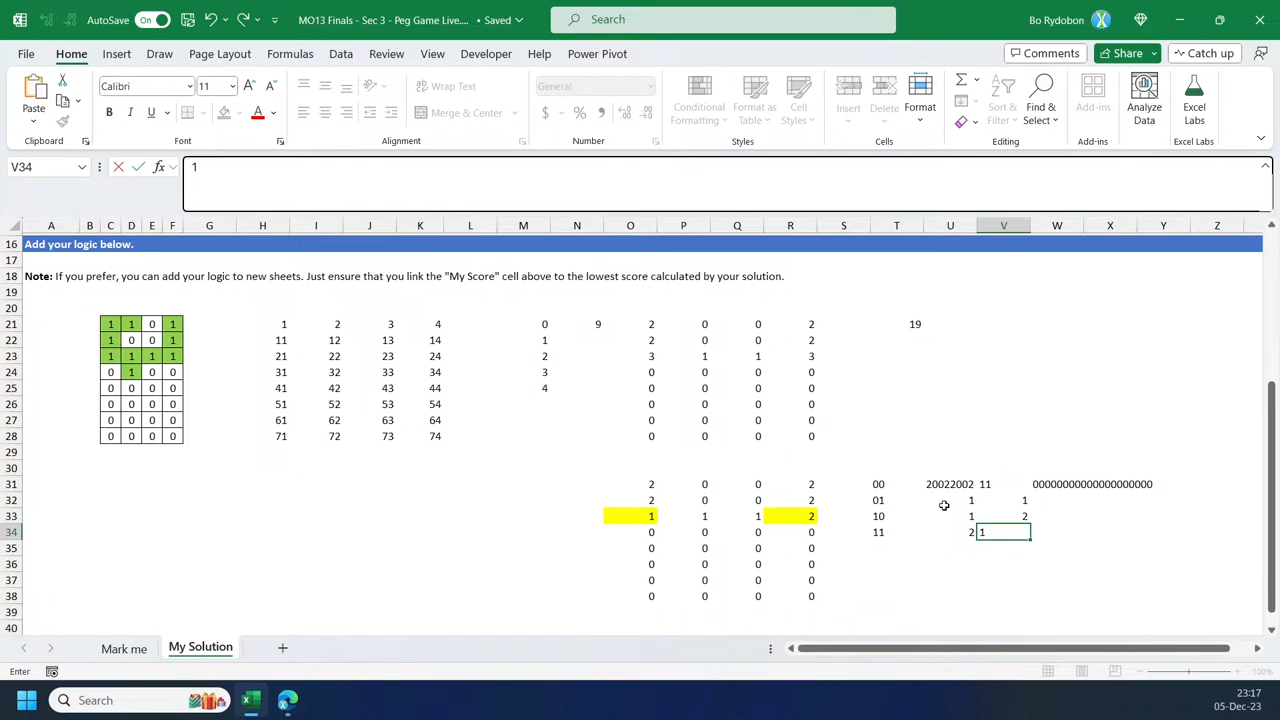 AutoSave On MO13 Finals - Sec 3 - Peg Game Live.... • Saved Search Bo Rydobon
File Home Insert Draw Page Layout Formulas Data Review View Developer Help Power Pivot Comments Share Catch up
Calibri 11 A A Wrap Text General
Paste B I U A Merge & Center $ % Conditional Formatting Format as Table Cell Styles Insert Delete Format Sort & Filter Find & Select Add-ins Analyze Data Excel Labs
Clipboard Font Alignment Number Styles Cells Editing Add-ins Excel Labs
V34 fx 1
A B C D E F G H I J K L M N O P Q R S T U V W X Y Z
16 Add your logic below.
17
18 Note: If you prefer, you can add your logic to new sheets. Just ensure that you link the "My Score" cell above to the lowest score calculated by your solution.
19
20
21 1 1 0 1 1 2 3 4 0 9 2 0 0 2 19
22 1 0 0 1 11 12 13 14 1 2 0 0 2
23 1 1 1 1 21 22 23 24 2 3 1 1 3
24 0 1 0 0 31 32 33 34 3 0 0 0 0
25 0 0 0 0 41 42 43 44 4 0 0 0 0
26 0 0 0 0 51 52 53 54 0 0 0 0
27 0 0 0 0 61 62 63 64 0 0 0 0
28 0 0 0 0 71 72 73 74 0 0 0 0
29
30
31 2 0 0 2 00 20022002 11 00000000000000000000
32 2 0 0 2 01 1 1
33 1 1 1 2 10 1 2
34 0 0 0 0 11 2 1
35 0 0 0 0
36 0 0 0 0
37 0 0 0 0
38 0 0 0 0
39
40
Mark me My Solution
Enter 100%
Search 23:17
05-Dec-23